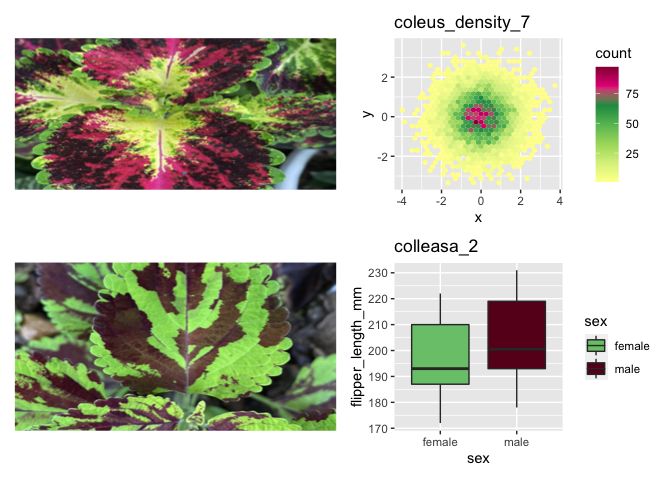 coleus_density_7
count
75
50
25
2
0
-2
y
-4
-2
0
2
4
x
colleasa_2
230
220
210
200
190
180
170
flipper_length_mm
female
male
sex
sex
female
male